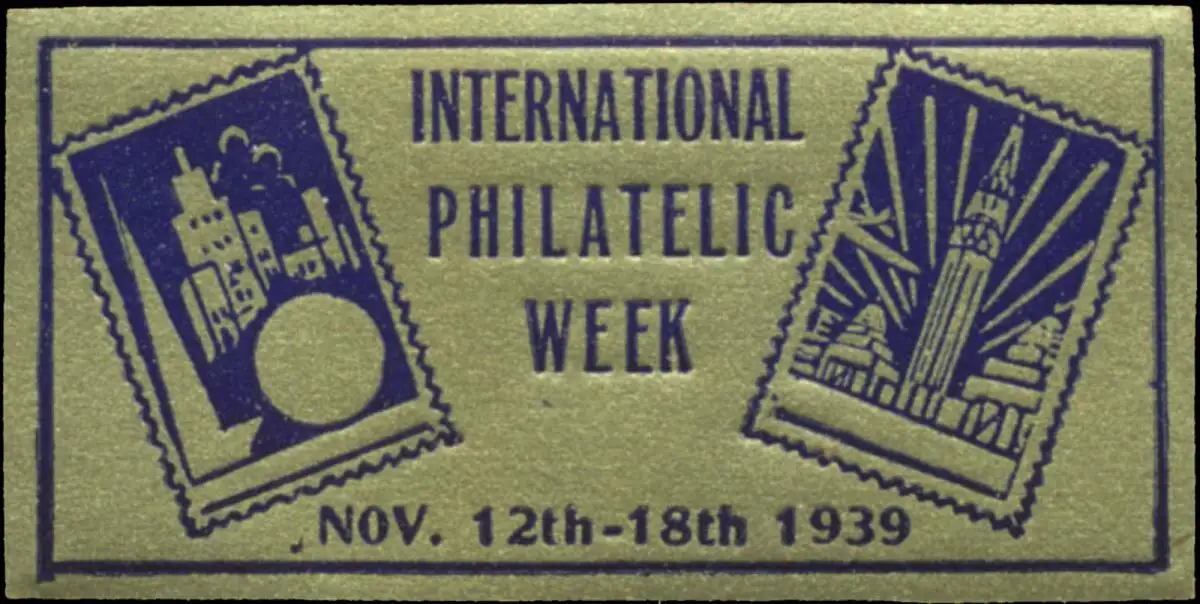 INTERNATIONAL
PHILATELIC
WEEK
NOV. 12th-18th 1939